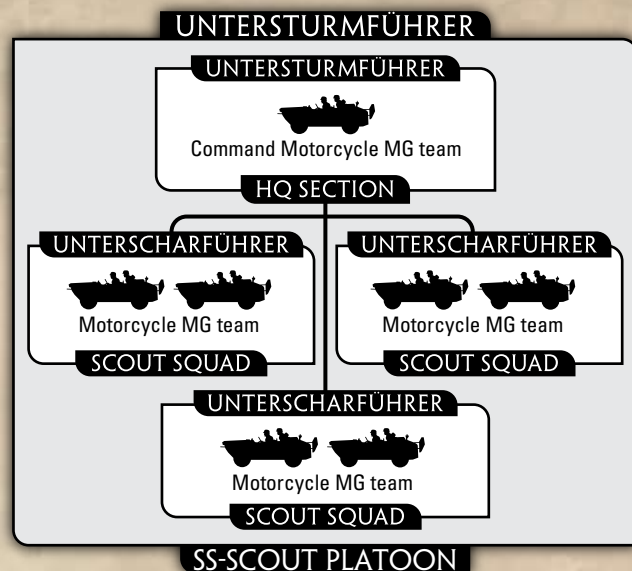 UNTERSTURMFÜHRER
UNTERSTURMFÜHRER
Command Motorcycle MG team
HQ SECTION
UNTERSCHARFÜHRER
Motorcycle MG team
SCOUT SQUAD
UNTERSCHARFÜHRER
Motorcycle MG team
SCOUT SQUAD
UNTERSCHARFÜHRER
Motorcycle MG team
SCOUT SQUAD
SS-SCOUT PLATOON